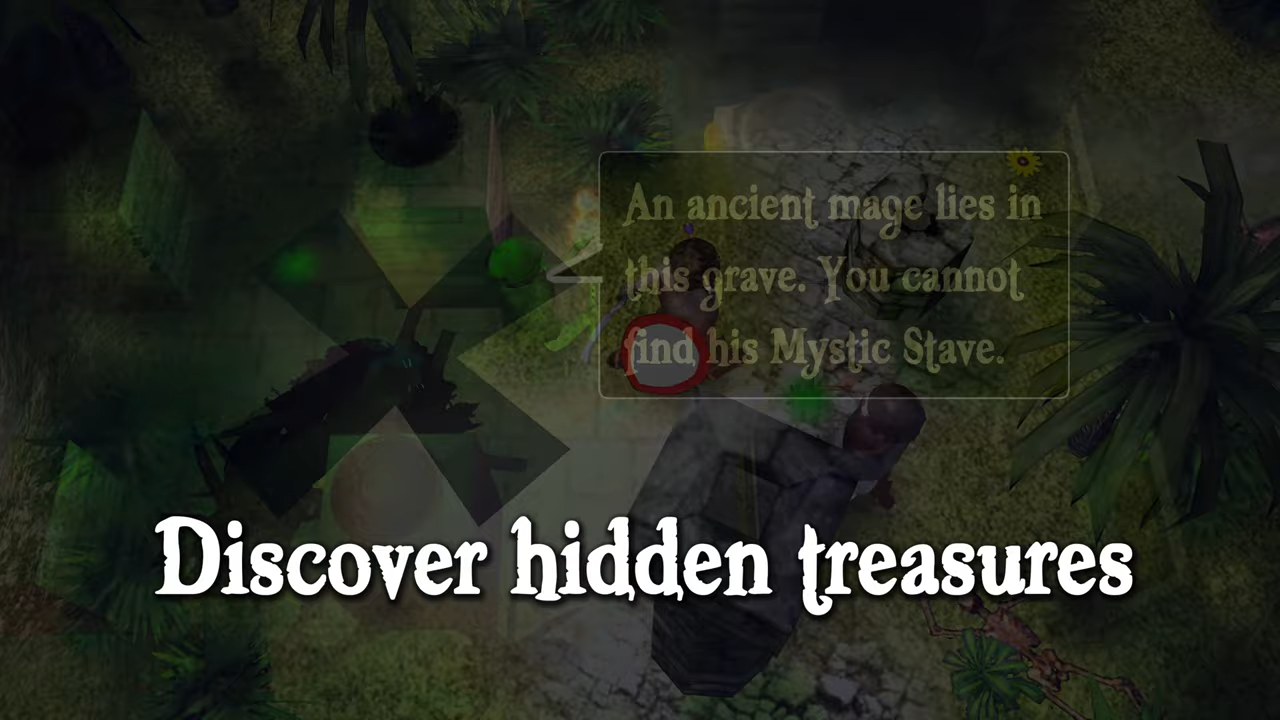 An ancient mage lies in
this grave. You cannot
find his Mystic Stave.
Discover hidden treasures